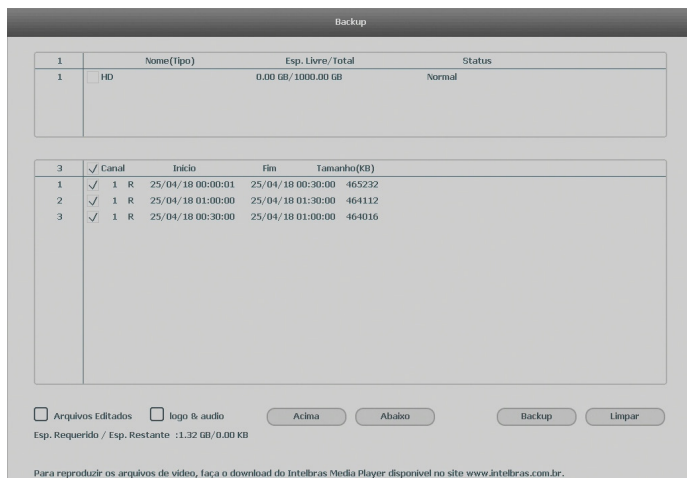 Backup
1 Nome(Tipo) Esp. Livre/Total Status
1 HD 0.00 GB/1000.00 GB Normal
3 Canal Início Fim Tamanho(KB)
1 1 R 25/04/18 00:00:01 25/04/18 00:30:00 465232
2 1 R 25/04/18 01:00:00 25/04/18 01:30:00 464112
3 1 R 25/04/18 00:30:00 25/04/18 01:00:00 464016
Arquivos Editados logo & audio Acima Abaixo Backup Limpar
Esp. Requerido / Esp. Restante :1.32 GB/0.00 KB
Para reproduzir os arquivos de vídeo, faça o download do Intelbras Media Player disponível no site www.intelbras.com.br.